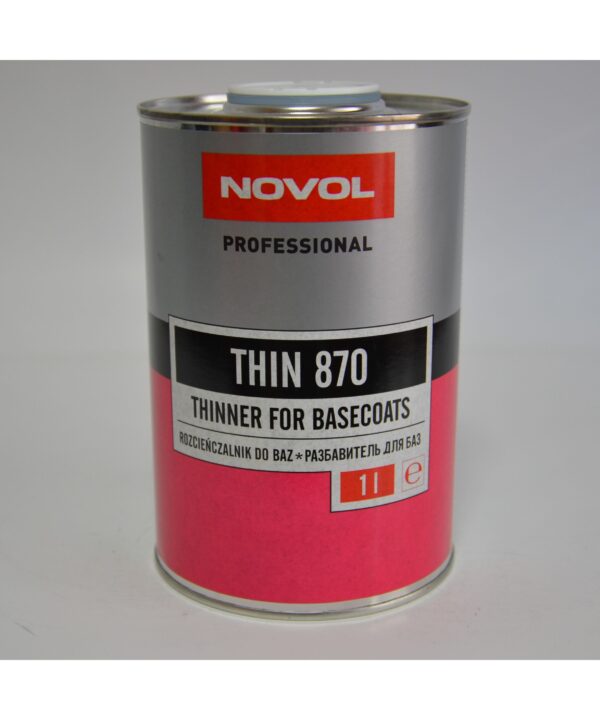 NOVOL
PROFESSIONAL
THIN 870
THINNER FOR BASECOATS
ROZCIEŃCZALNIK DO BAZ*РАЗБАВИТЕЛЬ ДЛЯ БАЗ
1 l ℮